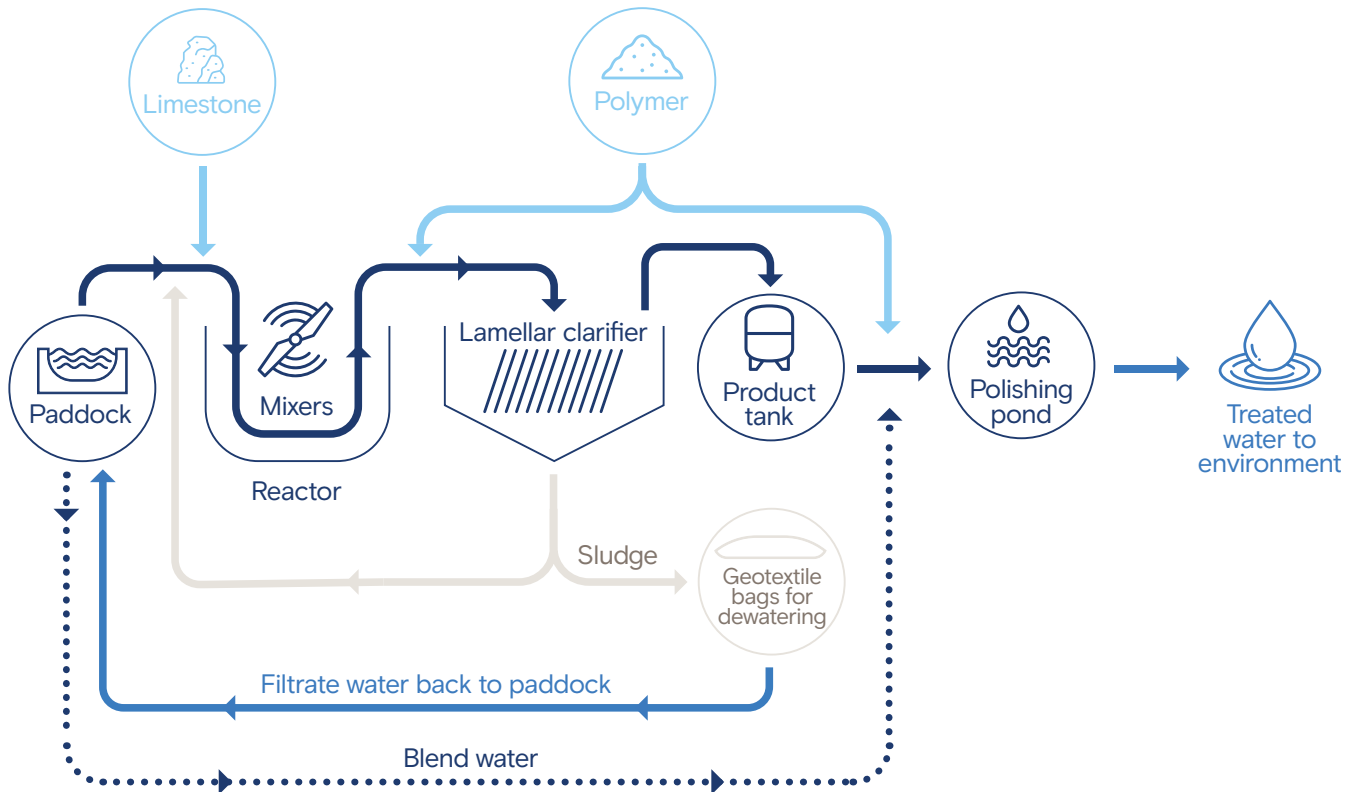 Limestone
Polymer
Paddock
Mixers
Reactor
Lamellar clarifier
Product
tank
Polishing
pond
Treated
water to
environment
Sludge
Geotextile
bags for
dewatering
Filtrate water back to paddock
Blend water